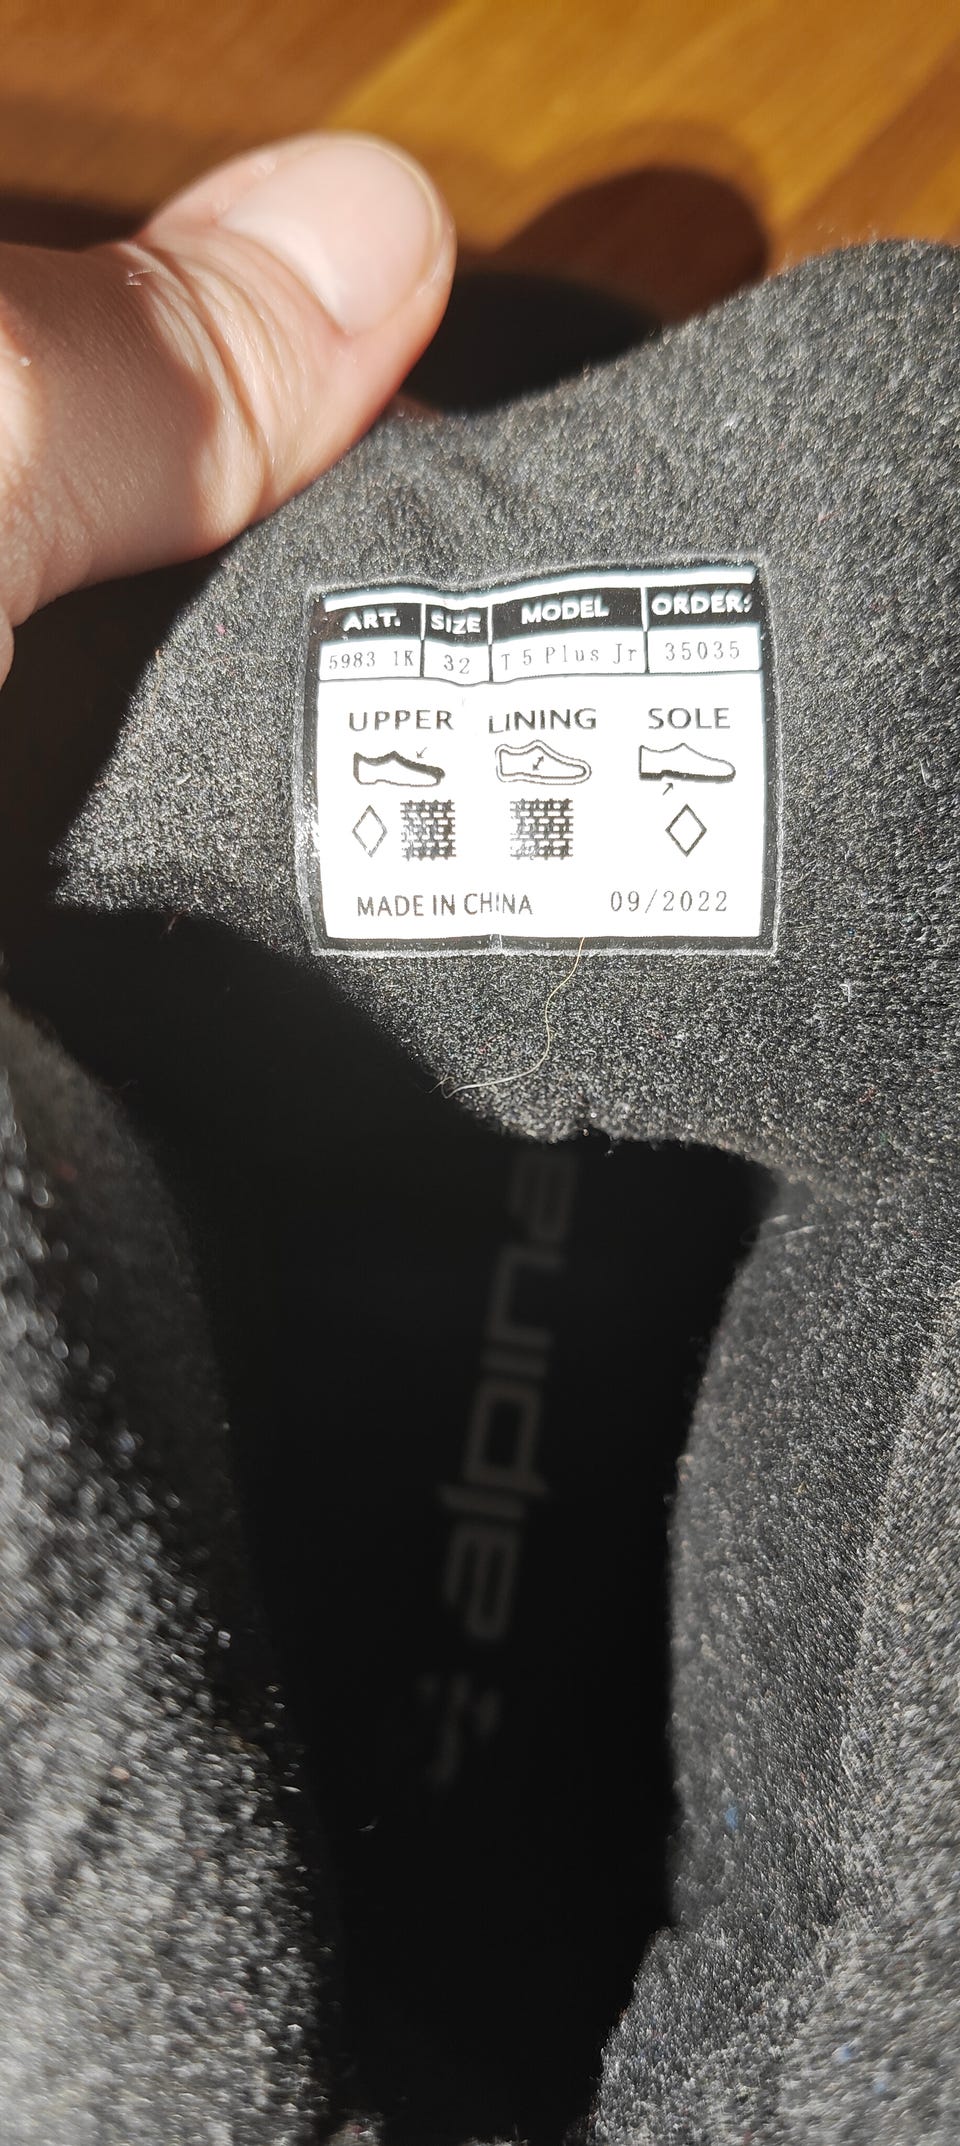 ART. SIZE MODEL ORDER:
5983 1K 32 T 5 Plus Jr 35035
UPPER LINING SOLE
MADE IN CHINA 09/2022
alpina